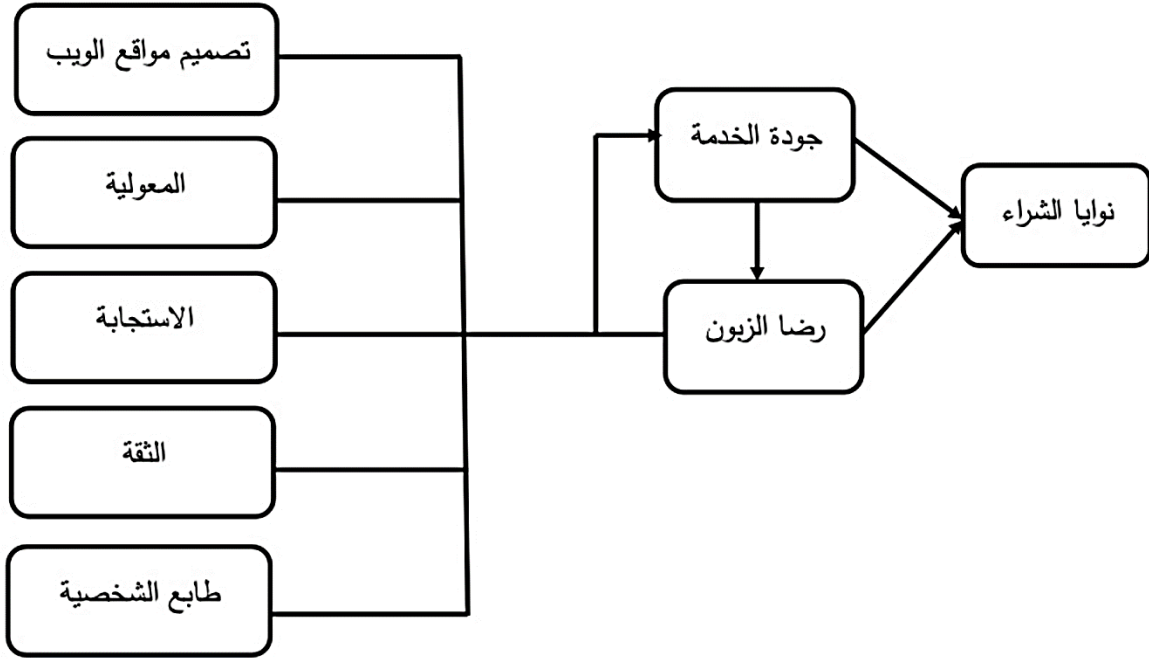 تصميم مواقع الويب
المعولية
الاستجابة
الثقة
طابع الشخصية
جودة الخدمة
رضا الزبون
نوايا الشراء